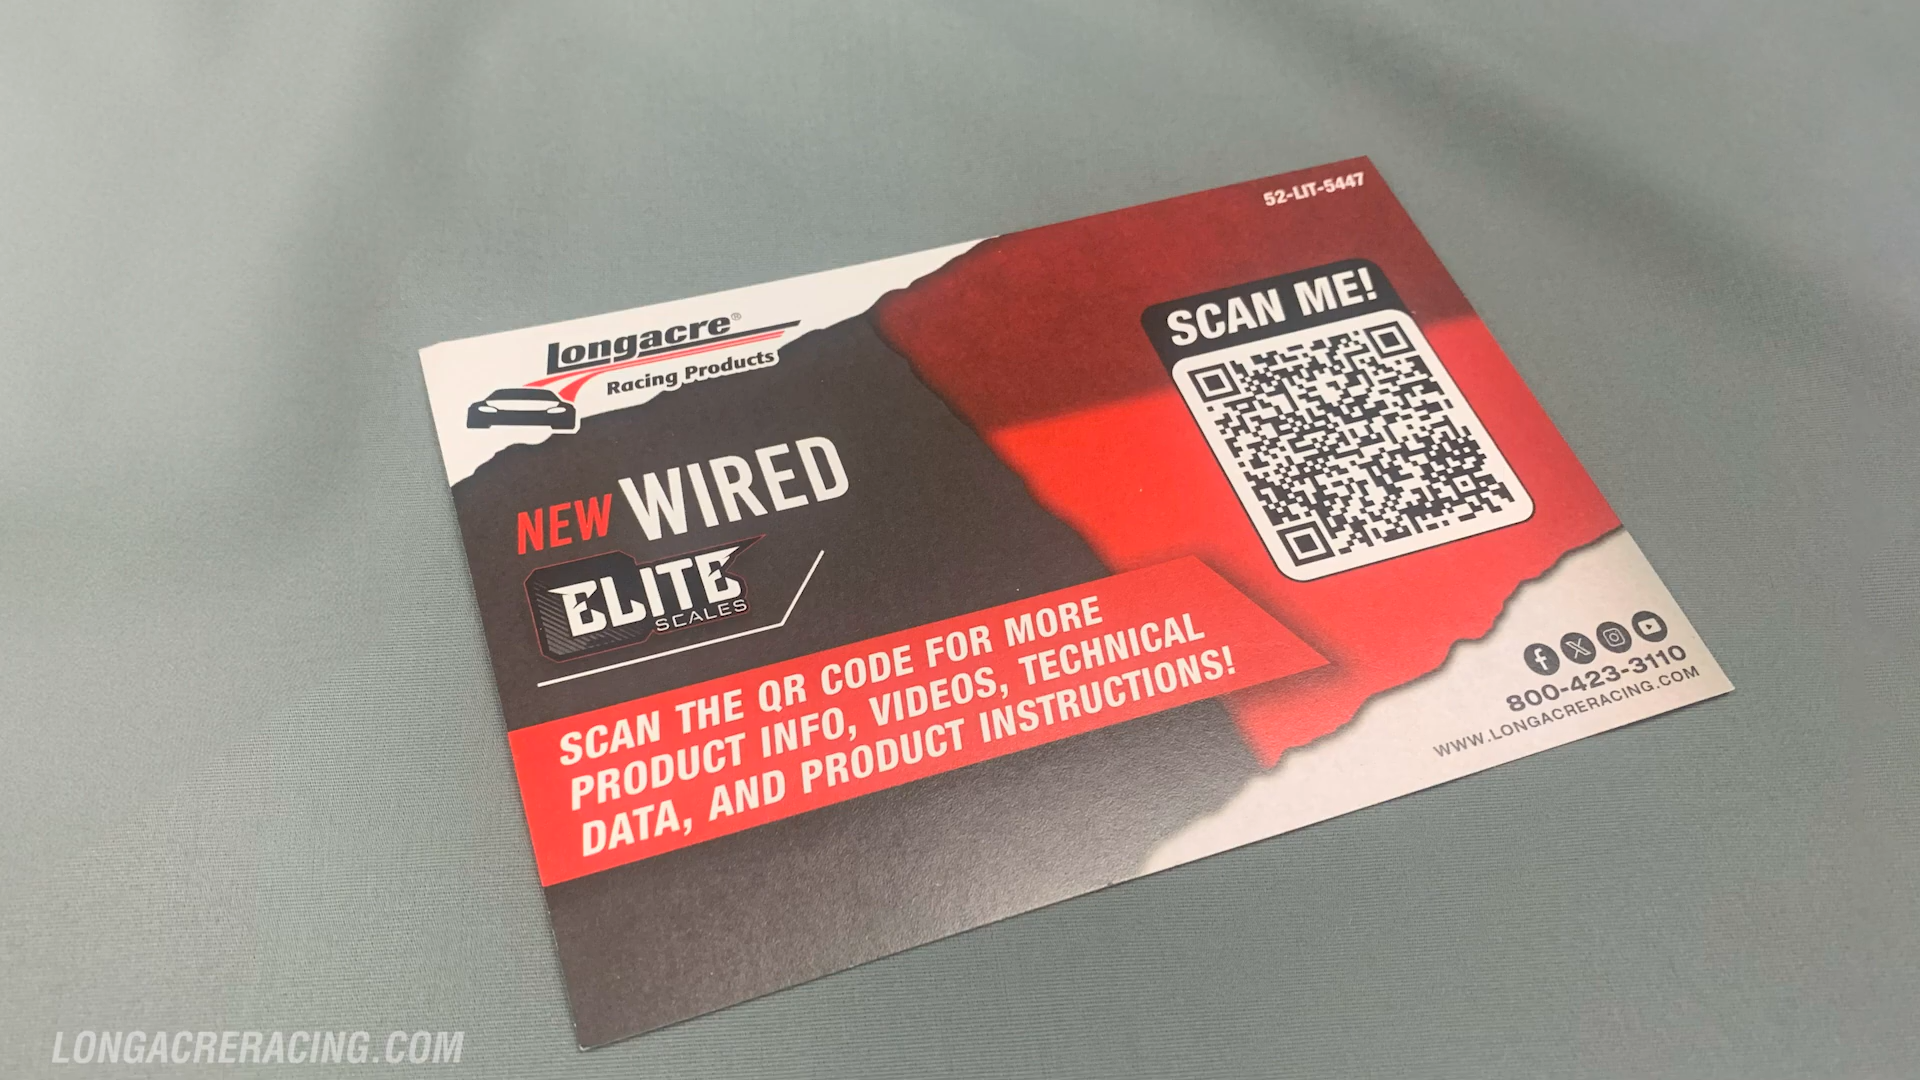 52-LIT-5447
Longacre®
Racing Products
SCAN ME!
NEW WIRED
ELITE
SCALES
SCAN THE QR CODE FOR MORE
PRODUCT INFO, VIDEOS, TECHNICAL
DATA, AND PRODUCT INSTRUCTIONS!
800-423-3110
WWW.LONGACRERACING.COM
LONGACRERACING.COM